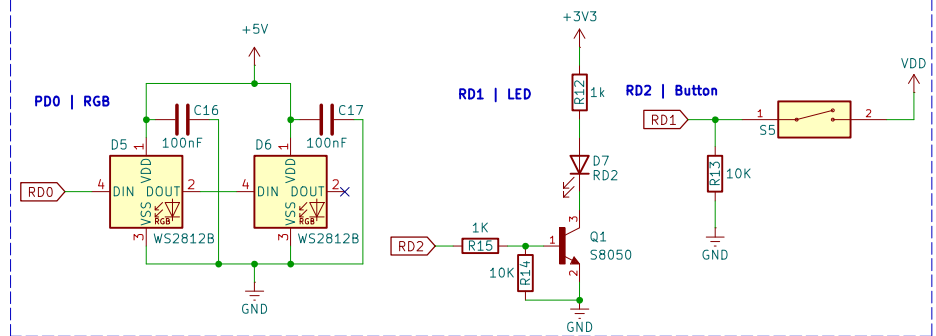 +5V
PD0 | RGB
C16
100nF
C17
100nF
D5
1
VDD
D6
1
VDD
RD0
4
DIN
DOUT
2
4
DIN
DOUT
2
VSS
RGB
3
WS2812B
VSS
RGB
3
WS2812B
GND
+3V3
RD1 | LED
R12
1k
D7
RD2
3
1K
RD2
R15
1
Q1
S8050
10K
R14
2
GND
RD2 | Button
VDD
RD1
1
S5
2
R13
10K
GND